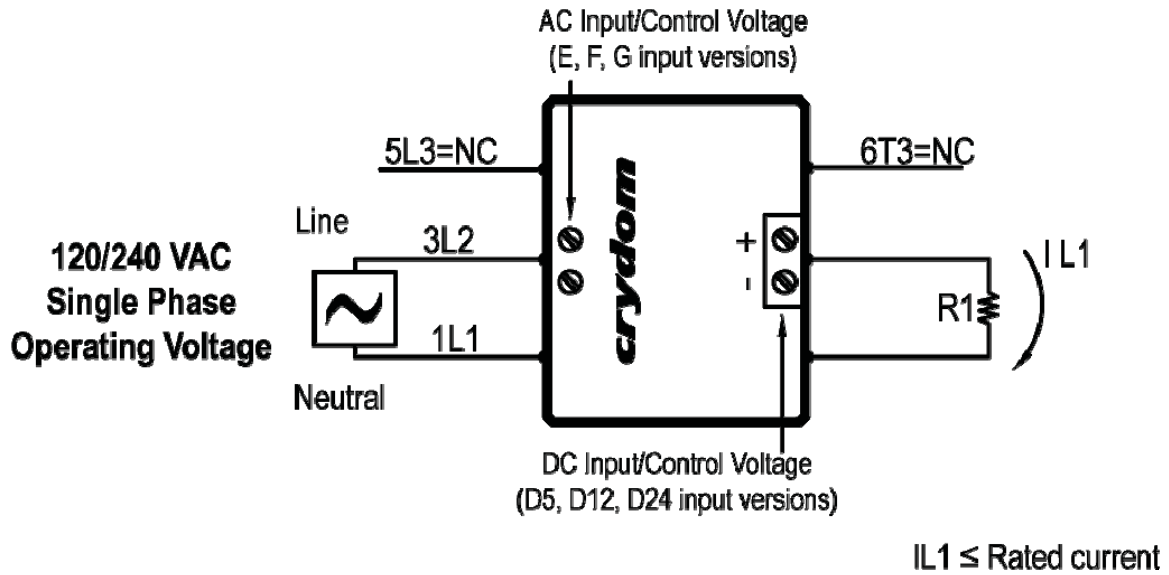 AC Input/Control Voltage
(E, F, G input versions)
5L3=NC
6T3=NC
Line
3L2
120/240 VAC
Single Phase
Operating Voltage
1L1
Neutral
crydom
+
-
R1
I L1
DC Input/Control Voltage
(D5, D12, D24 input versions)
IL1 ≤ Rated current